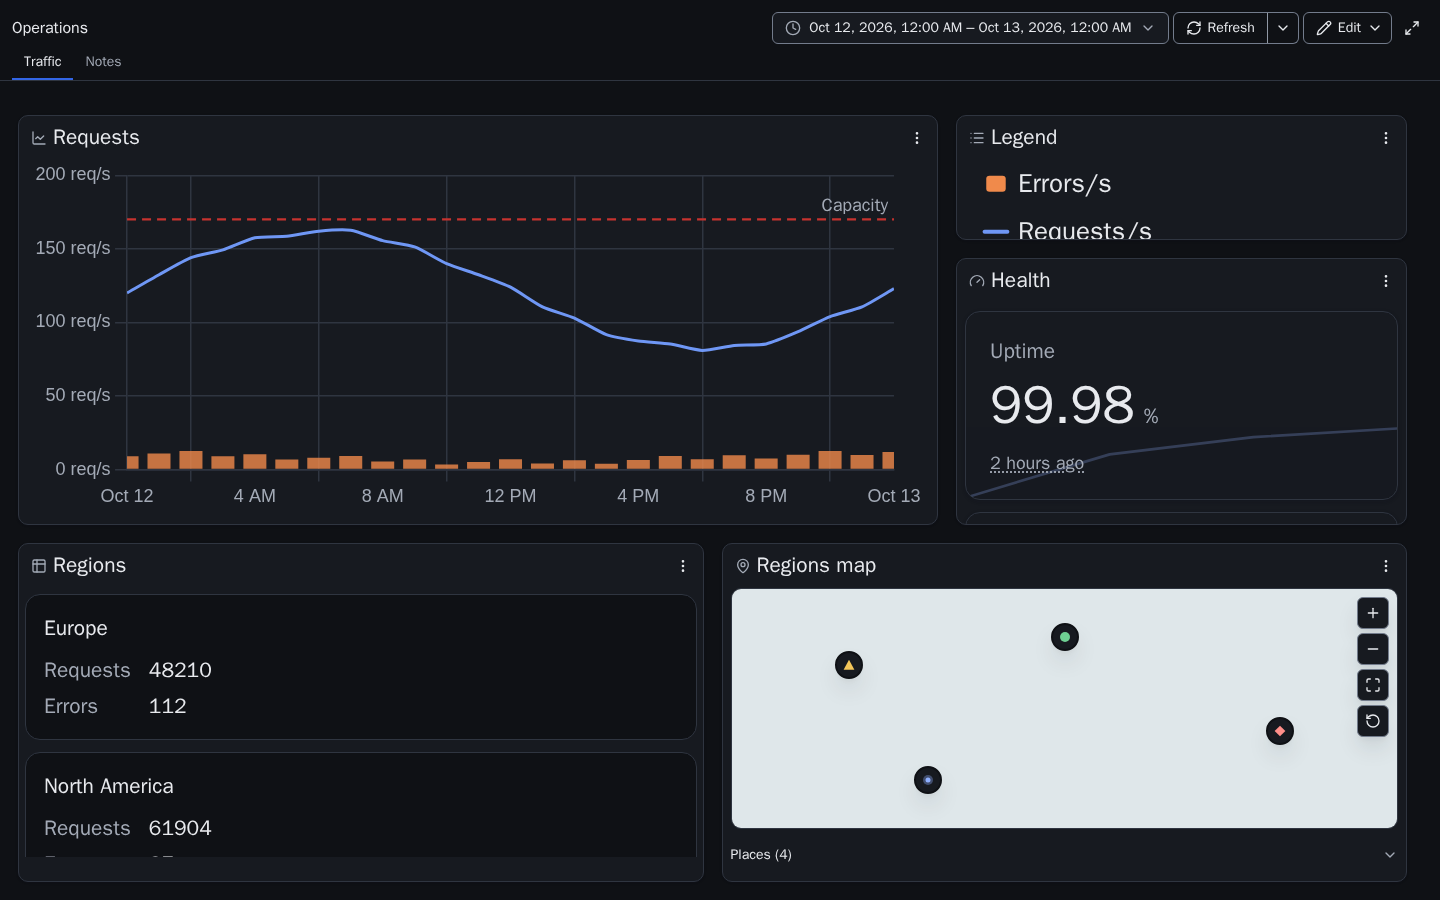 Operations
Oct 12, 2026, 12:00 AM – Oct 13, 2026, 12:00 AM
Refresh
Edit
Traffic
Notes
Requests
200 req/s
150 req/s
100 req/s
50 req/s
0 req/s
Capacity
Oct 12
4 AM
8 AM
12 PM
4 PM
8 PM
Oct 13
Legend
Errors/s
Requests/s
Health
Uptime
99.98 %
2 hours ago
Regions
Europe
Requests 48210
Errors 112
North America
Requests 61904
Regions map
Places (4)